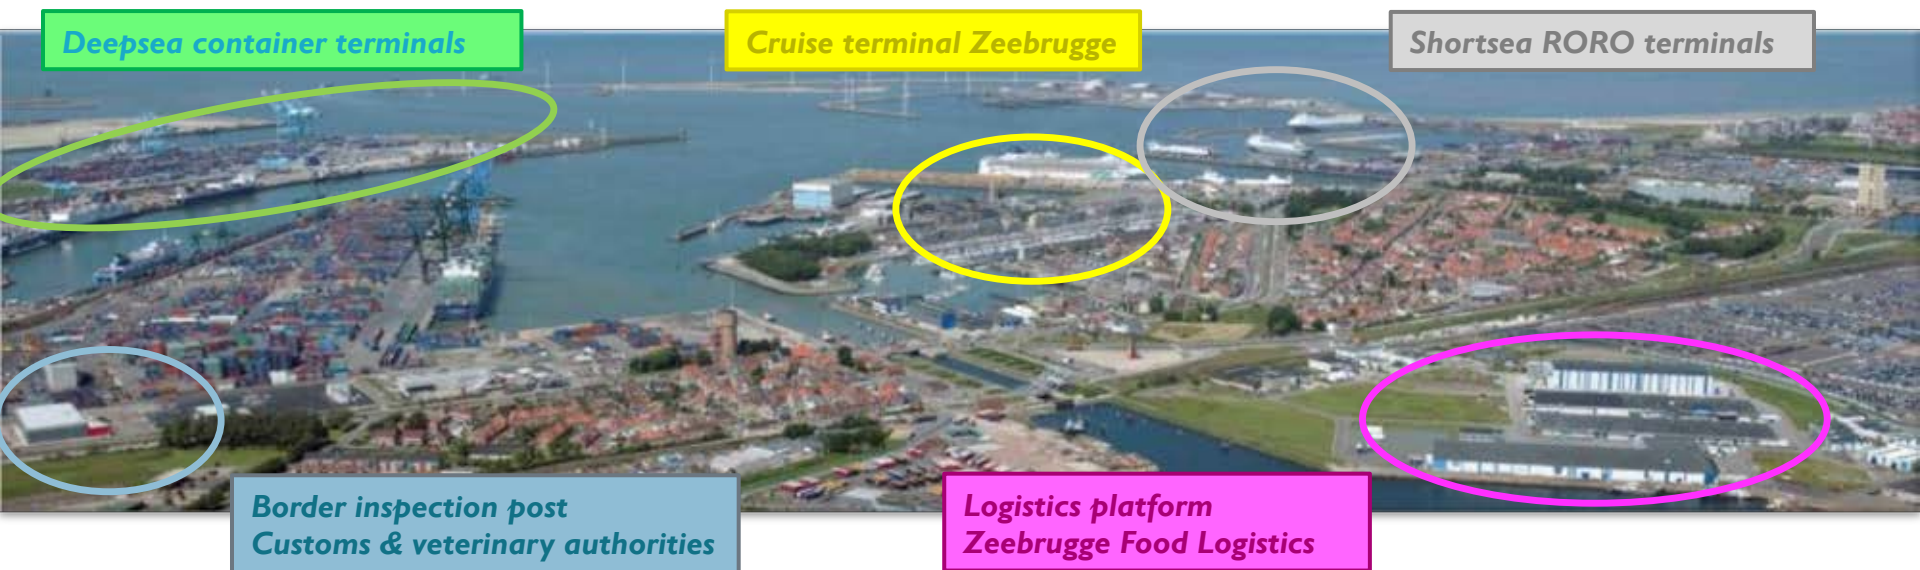 Deepsea container terminals
Cruise terminal Zeebrugge
Shortsea RORO terminals
Border inspection post
Customs & veterinary authorities
Logistics platform
Zeebrugge Food Logistics